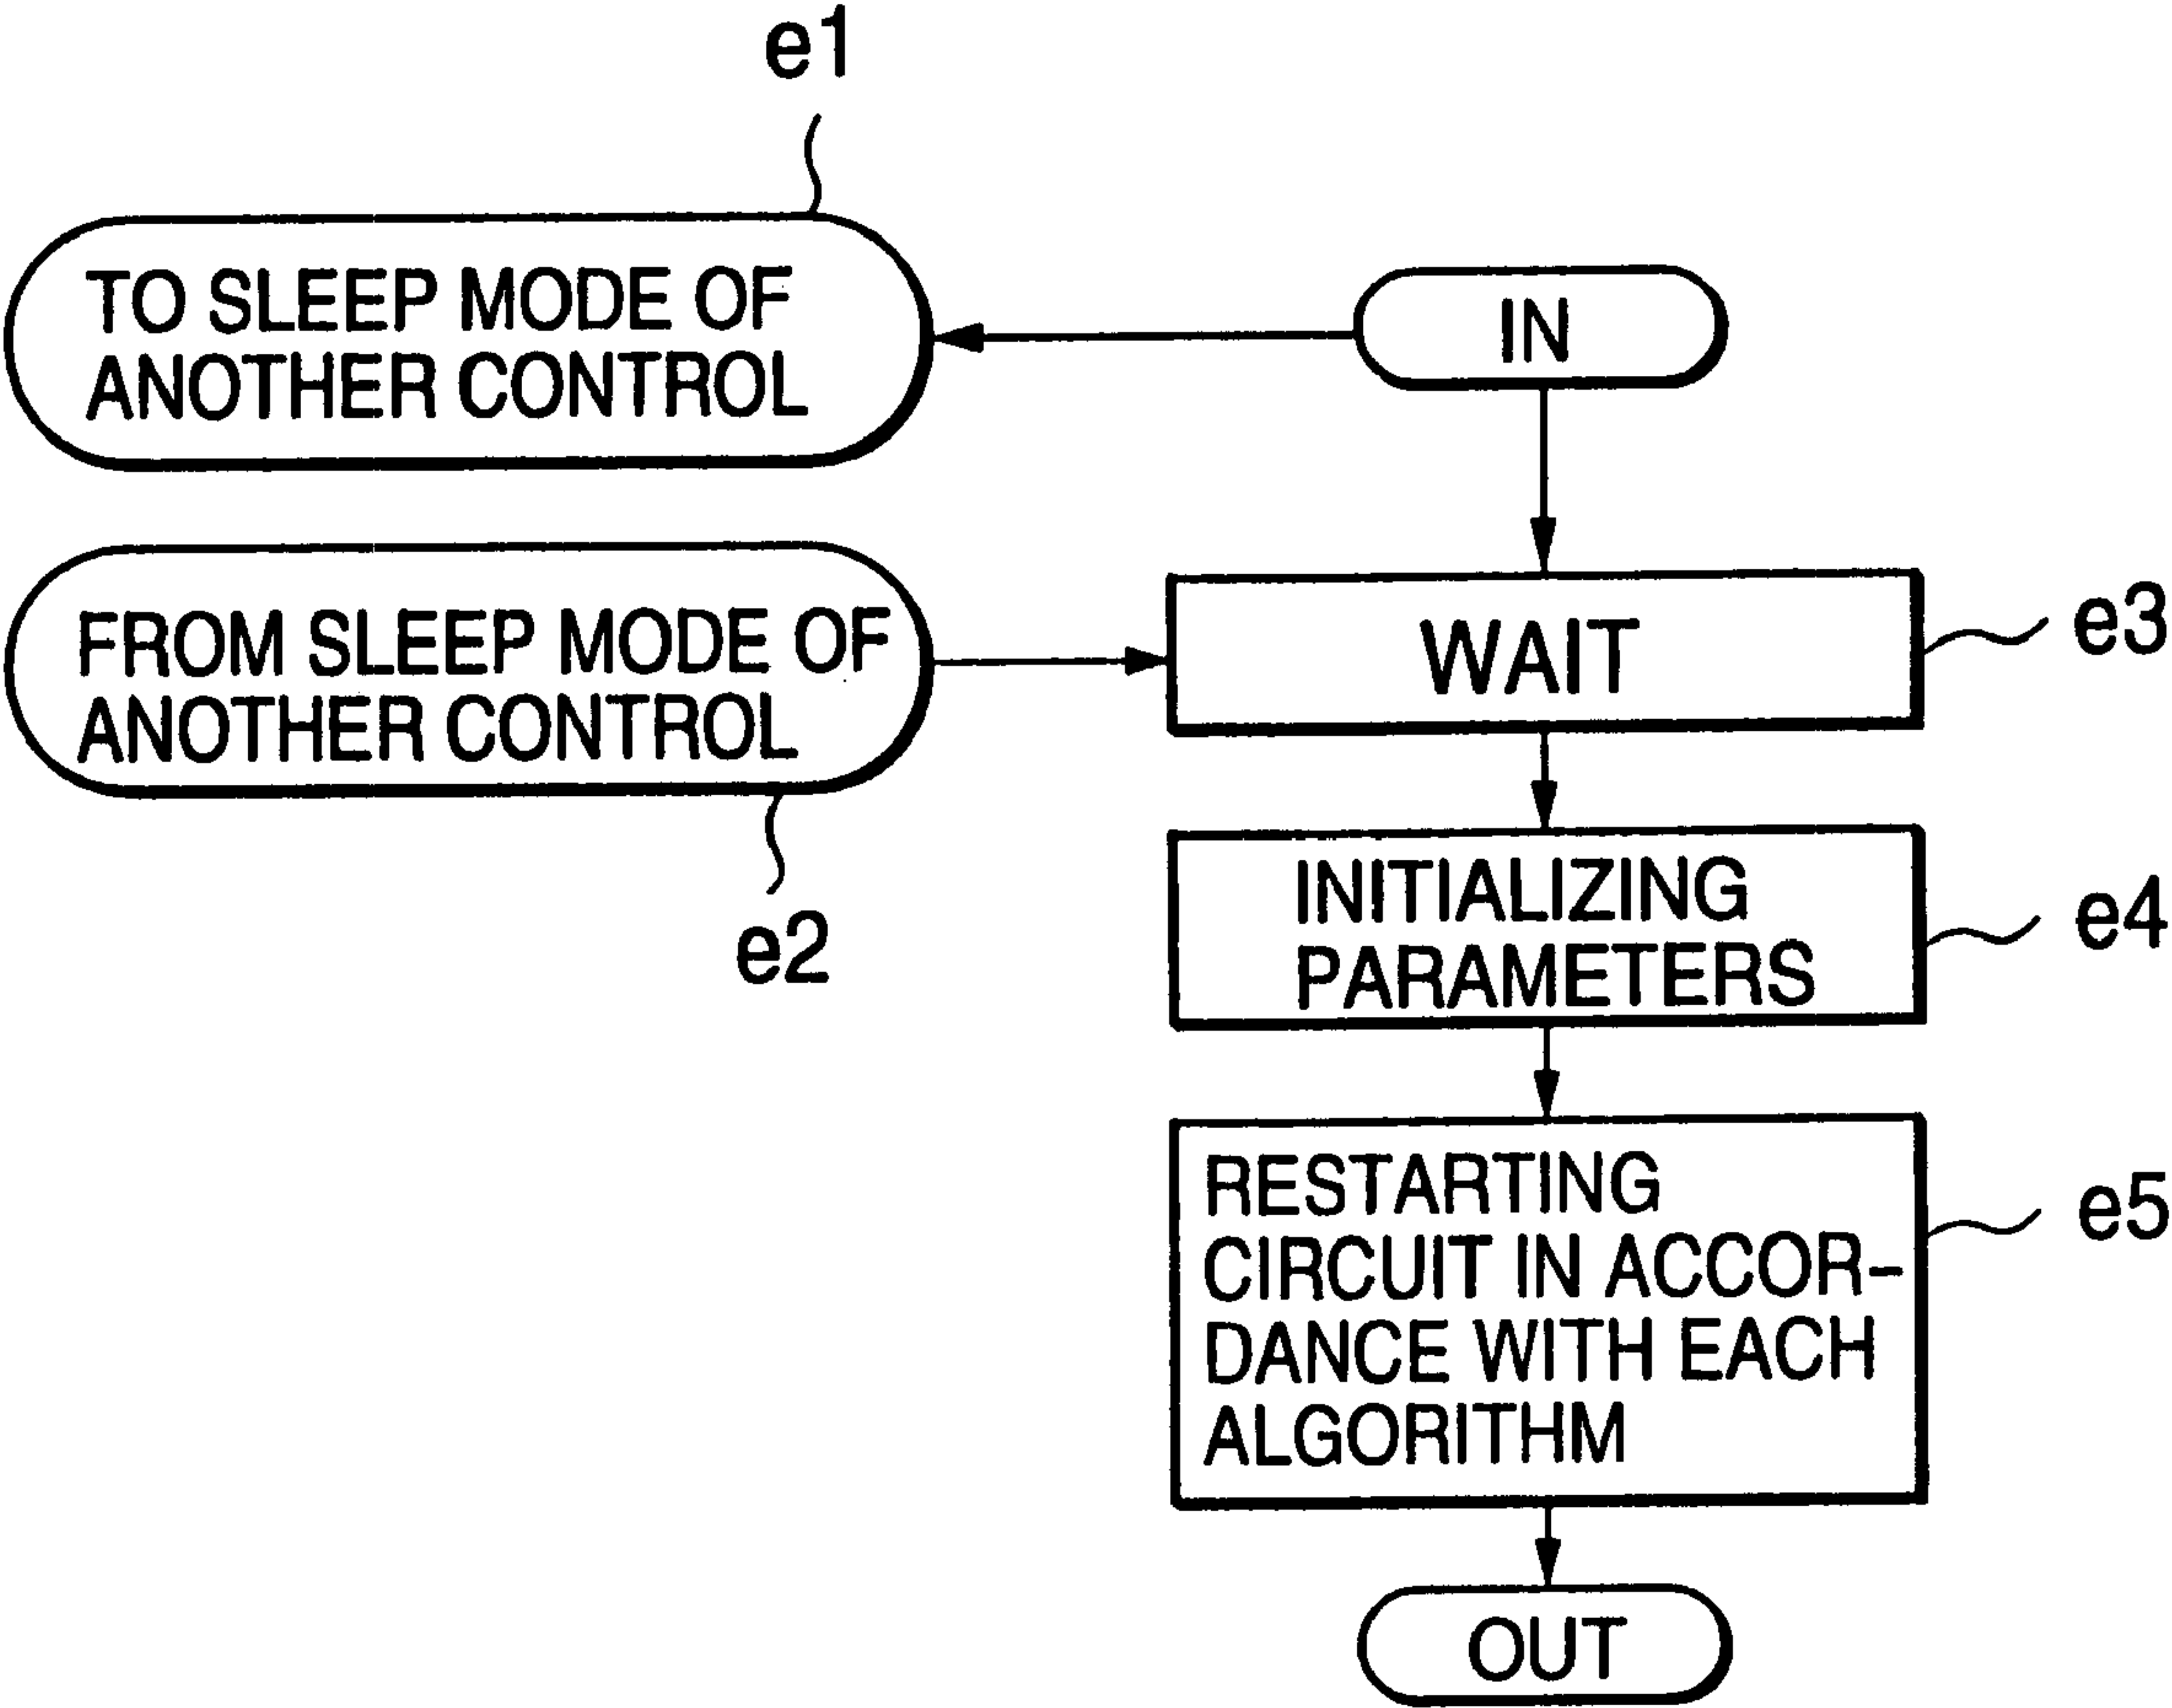 e1
TO SLEEP MODE OF
ANOTHER CONTROL
IN
FROM SLEEP MODE OF
ANOTHER CONTROL
e2
WAIT
e3
INITIALIZING
PARAMETERS
e4
RESTARTING
CIRCUIT IN ACCOR-
DANCE WITH EACH
ALGORITHM
e5
OUT